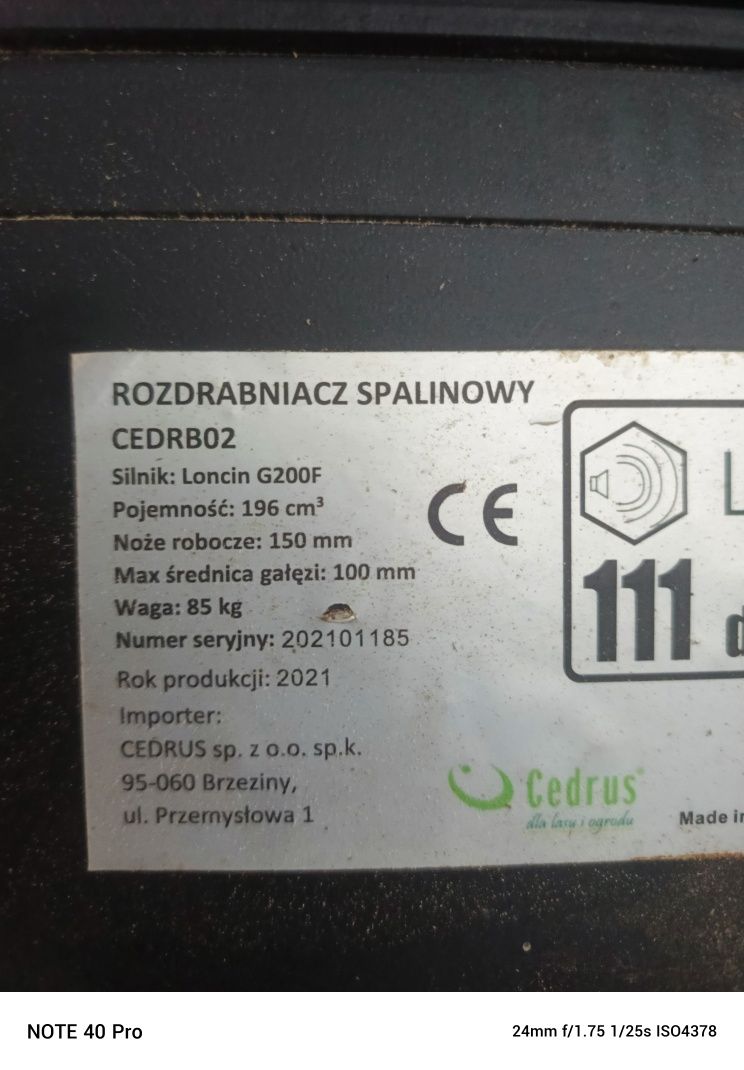 ROZDRABNIACZ SPALINOWY
CEDRB02
Silnik: Loncin G200F
Pojemność: 196 cm³
Noże robocze: 150 mm
Max średnica gałęzi: 100 mm
Waga: 85 kg
Numer seryjny: 202101185
Rok produkcji: 2021
Importer:
CEDRUS sp. z o.o. sp.k.
95-060 Brzeziny,
ul. Przemysłowa 1
CE
L
111 d
Cedrus
dla lasu i ogrodu
Made in
NOTE 40 Pro
24mm f/1.75 1/25s ISO4378